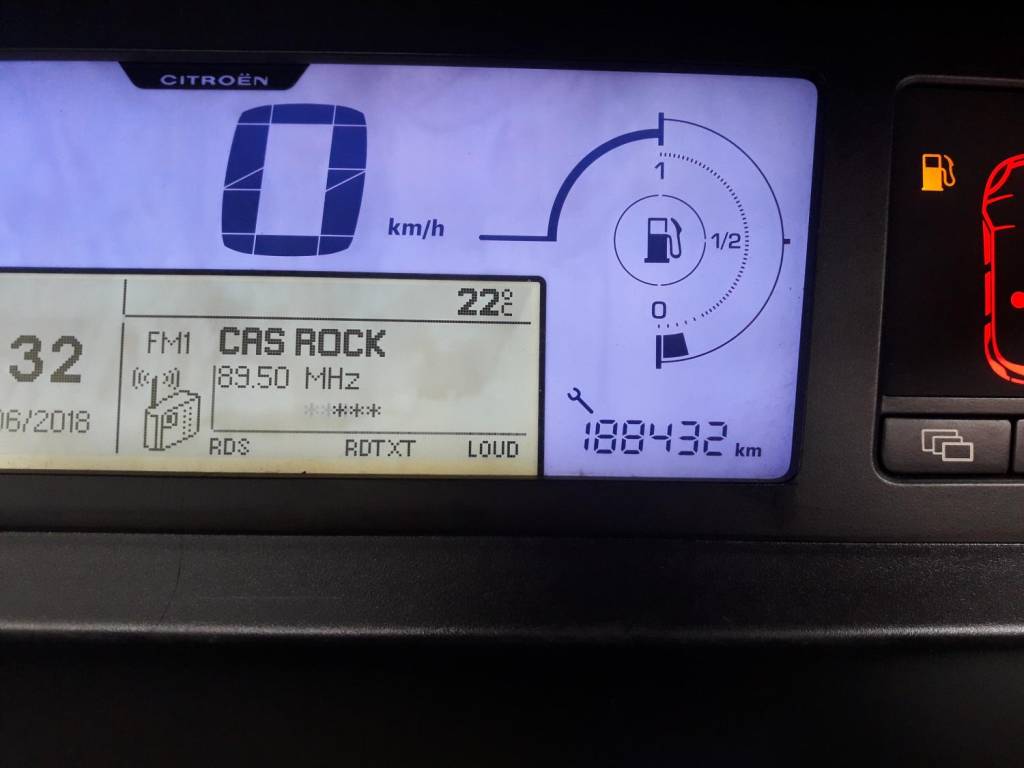 CITROËN
0 km/h
1
1/2
0
22°C
32
FM1 CAS ROCK
89.50 MHz
06/2018
*****
RDS RDTXT LOUD
188432 km